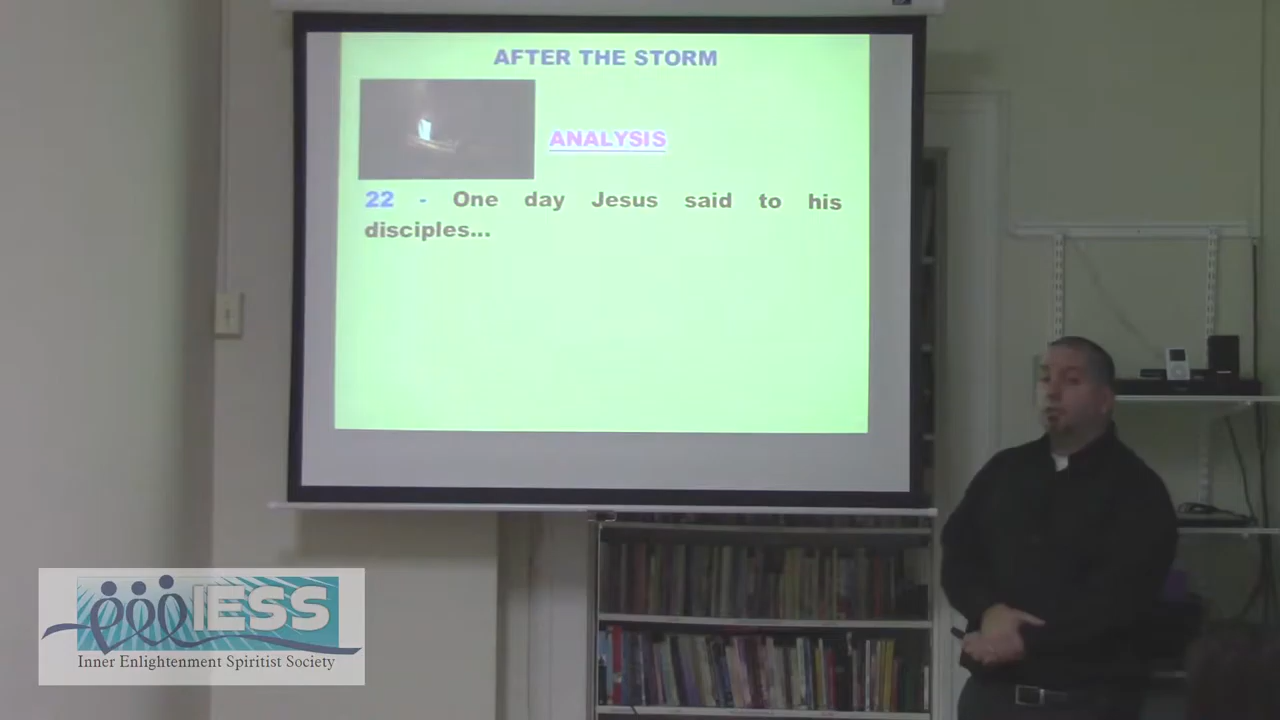 AFTER THE STORM
ANALYSIS
22 - One day Jesus said to his
disciples...
IESS
Inner Enlightenment Spiritist Society